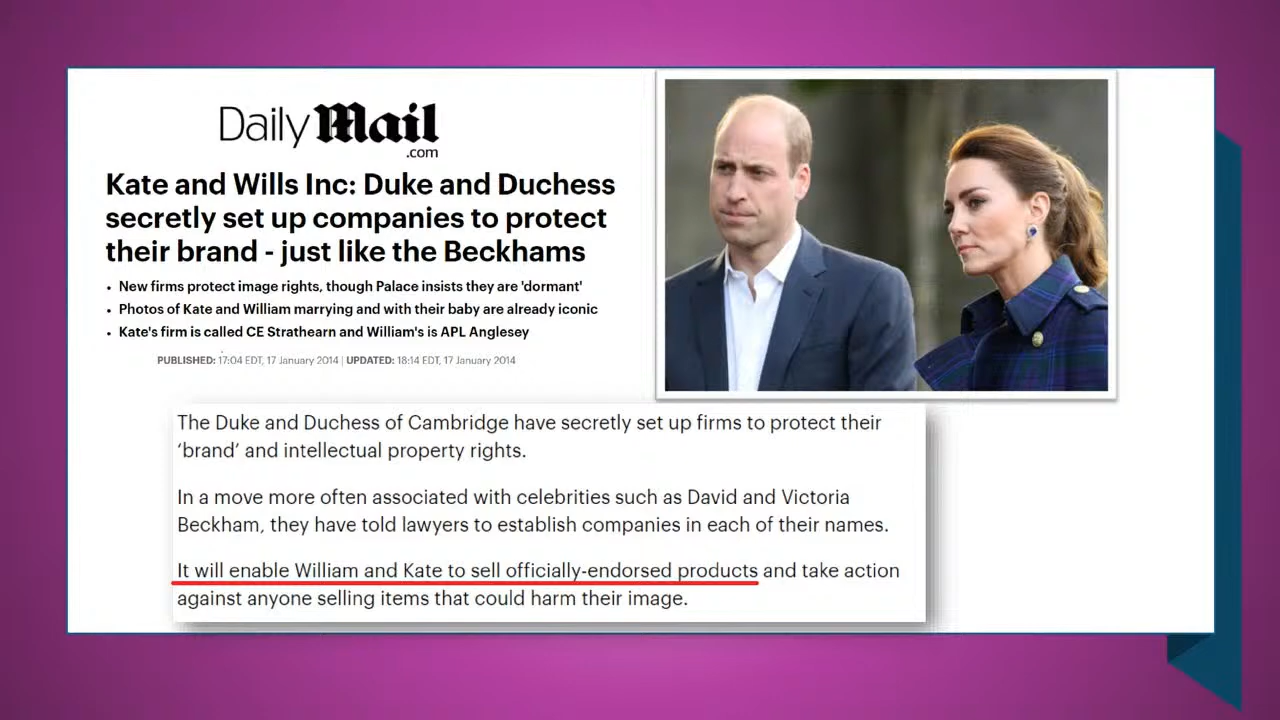 Daily Mail
.com
Kate and Wills Inc: Duke and Duchess
secretly set up companies to protect
their brand - just like the Beckhams
• New firms protect image rights, though Palace insists they are 'dormant'
• Photos of Kate and William marrying and with their baby are already iconic
• Kate's firm is called CE Strathearn and William's is APL Anglesey
PUBLISHED: 17:04 EDT, 17 January 2014 | UPDATED: 18:14 EDT, 17 January 2014
The Duke and Duchess of Cambridge have secretly set up firms to protect their
‘brand’ and intellectual property rights.
In a move more often associated with celebrities such as David and Victoria
Beckham, they have told lawyers to establish companies in each of their names.
It will enable William and Kate to sell officially-endorsed products and take action
against anyone selling items that could harm their image.